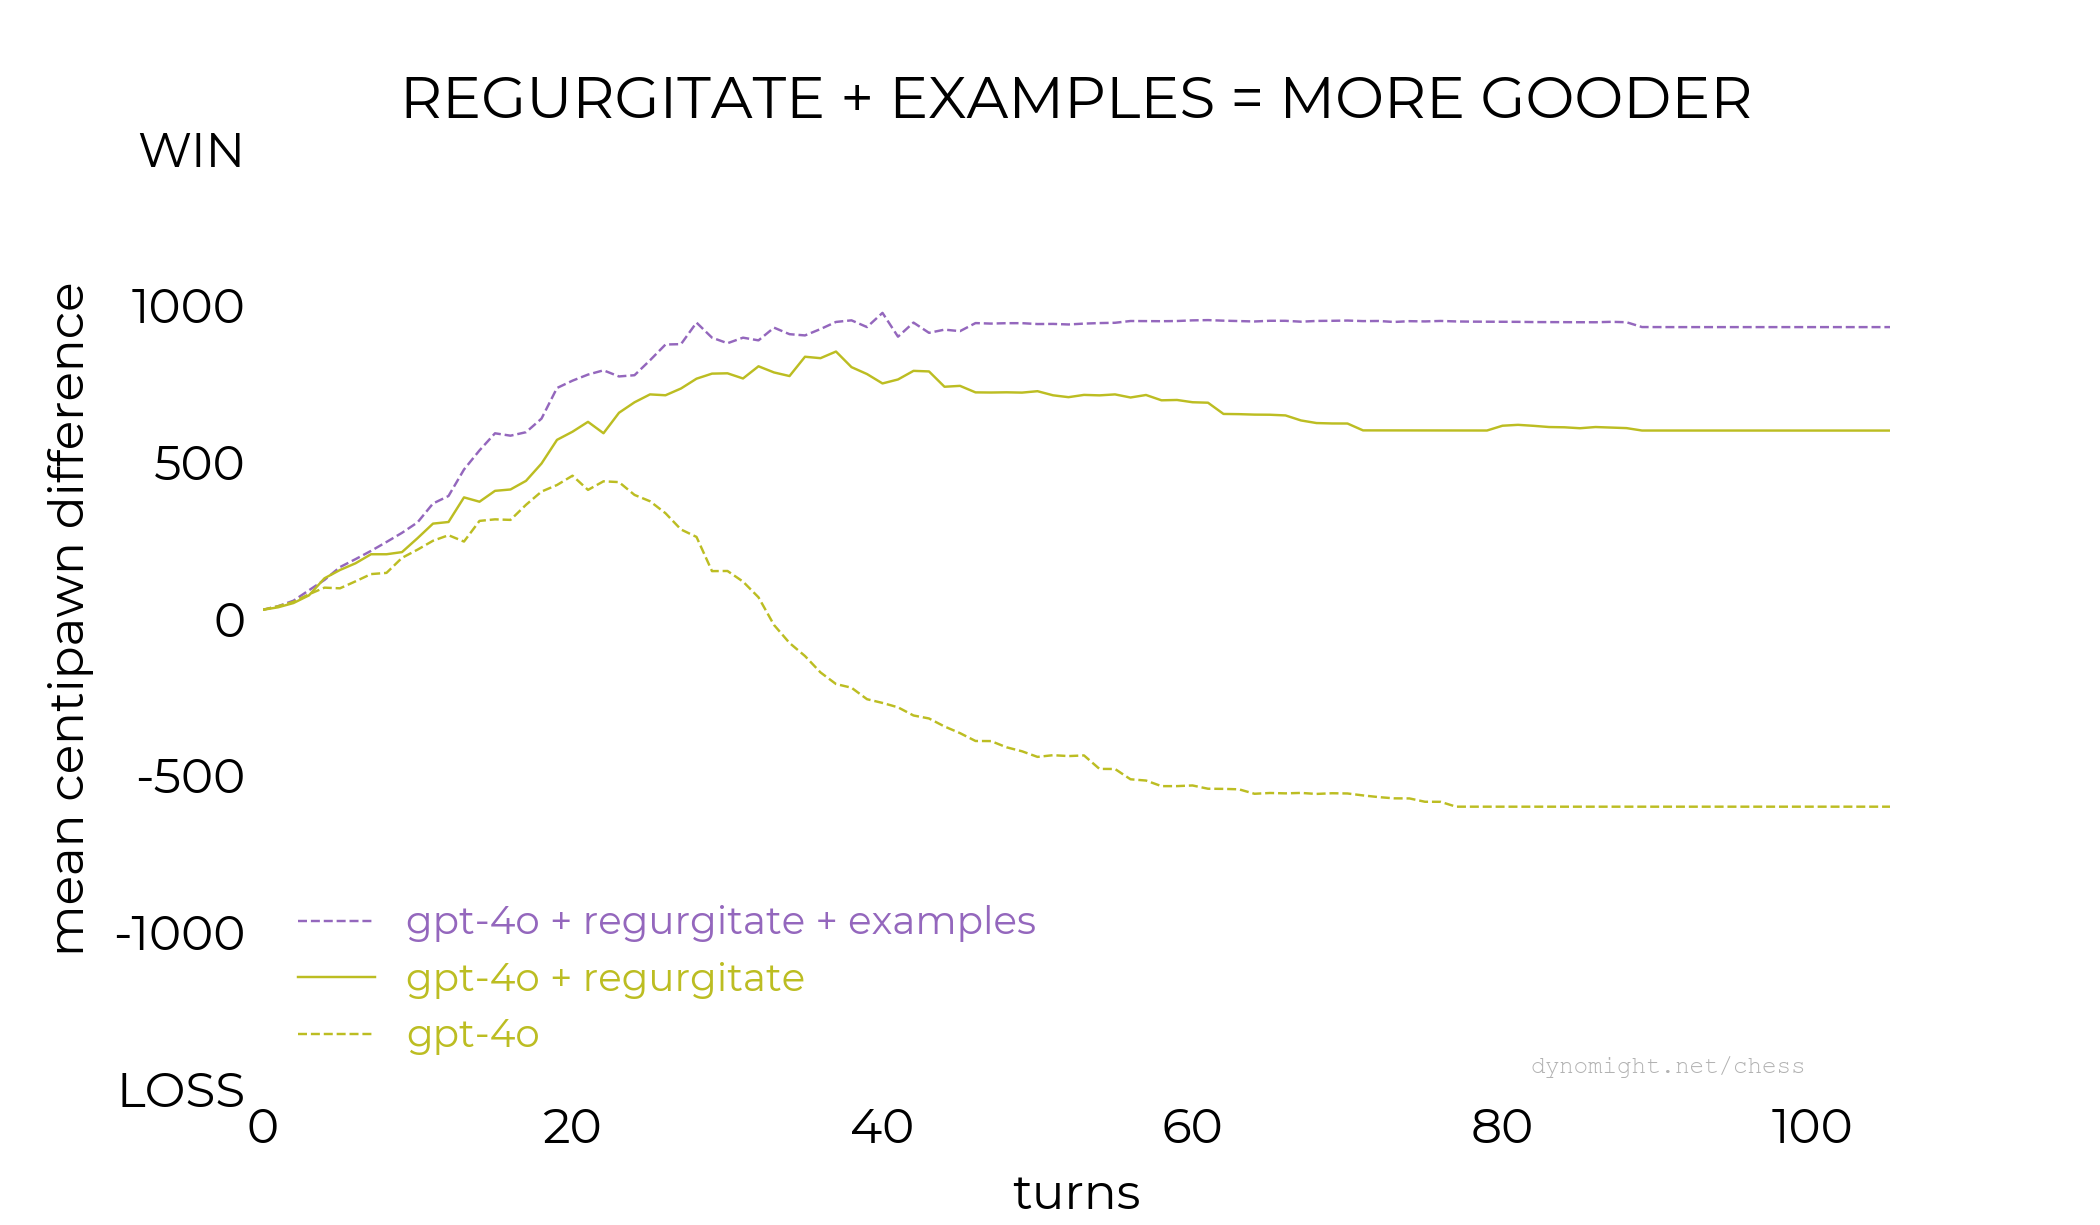 REGURGITATE + EXAMPLES = MORE GOODER
WIN
1000
500
0
-500
-1000
LOSS
mean centipawn difference
gpt-4o + regurgitate + examples
gpt-4o + regurgitate
gpt-4o
dynomight.net/chess
0 20 40 60 80 100
turns